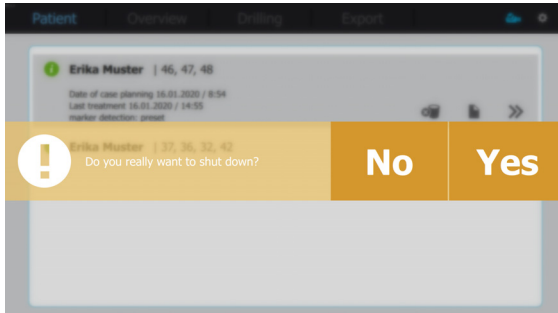 Patient Overview Drilling Export
Erika Muster | 46, 47, 48
Date of case planning 16.01.2020 / 8:54
Last treatment 16.01.2020 / 14:55
marker detection: preset
Erika Muster | 37, 36, 32, 42
Do you really want to shut down?
No Yes